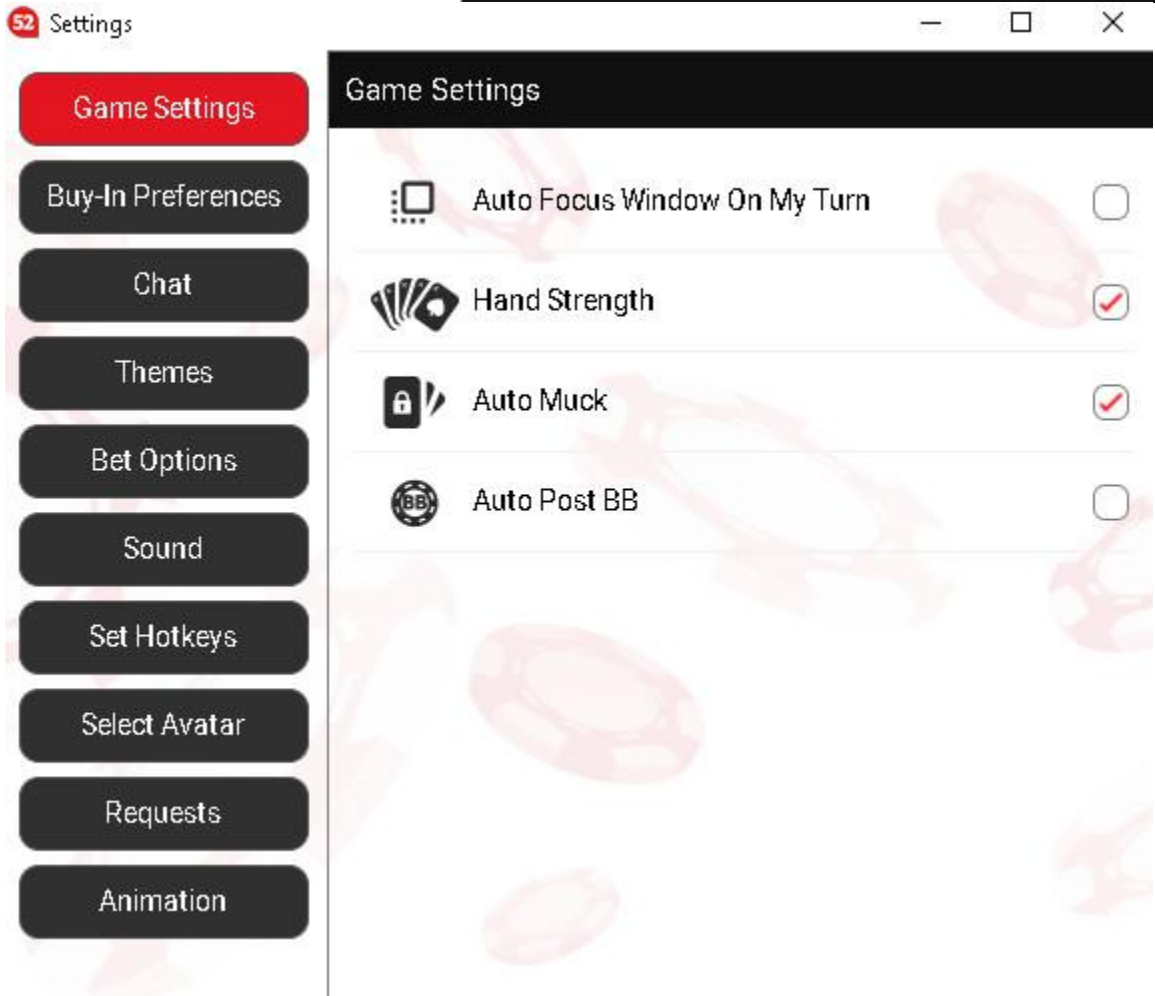 52 Settings
Game Settings
Buy-In Preferences
Chat
Themes
Bet Options
Sound
Set Hotkeys
Select Avatar
Requests
Animation
Game Settings
Auto Focus Window On My Turn
Hand Strength
Auto Muck
BB Auto Post BB